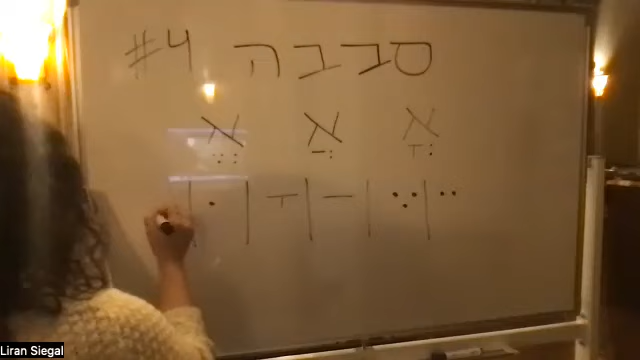 #4 סבבה
אֳ אֲ אֱ
ֵ | ֶ | ַ | ָ | ִ |
Liran Siegal